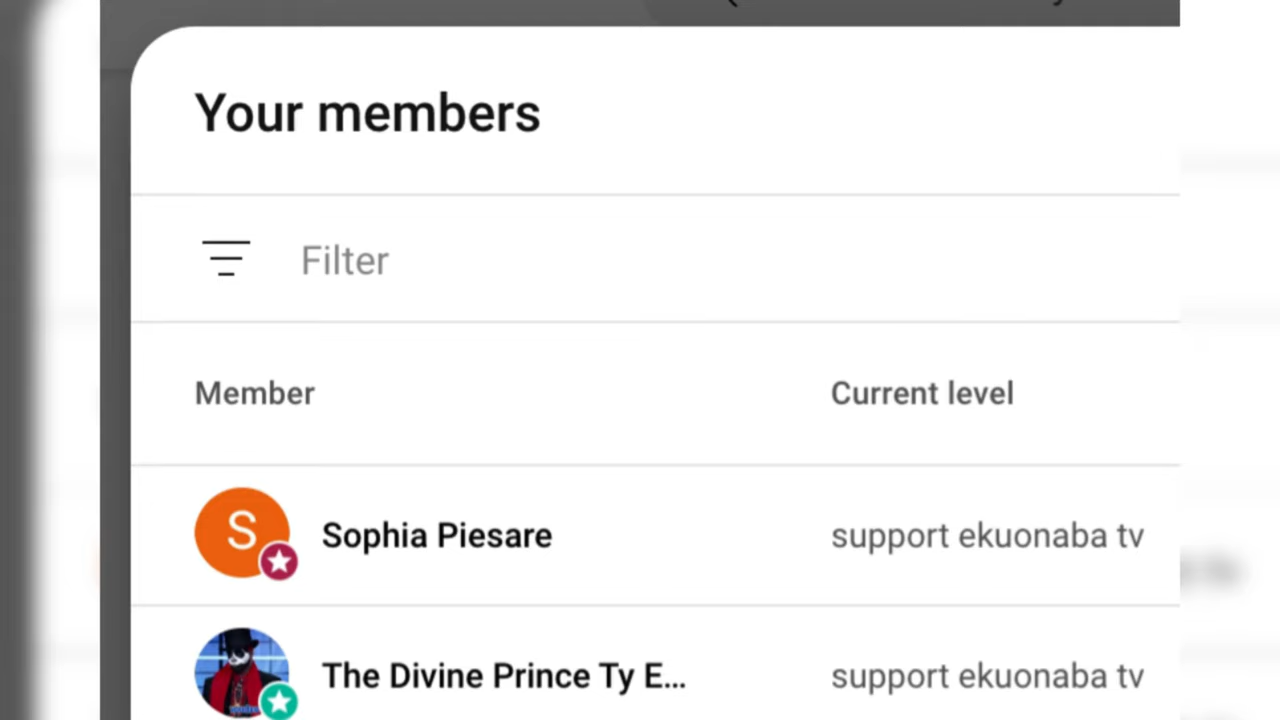 Your members
Filter
Member Current level
S Sophia Piesare support ekuonaba tv
The Divine Prince Ty E... support ekuonaba tv